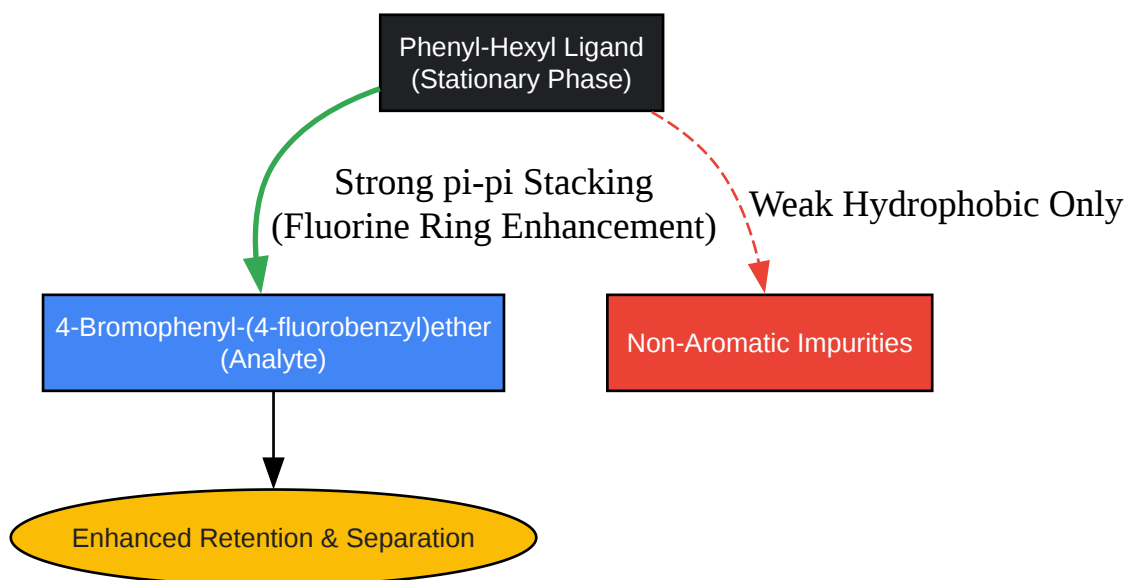 Phenyl-Hexyl Ligand
(Stationary Phase)
Strong pi-pi Stacking
(Fluorine Ring Enhancement)
Weak Hydrophobic Only
4-Bromophenyl-(4-fluorobenzyl)ether
(Analyte)
Non-Aromatic Impurities
Enhanced Retention & Separation